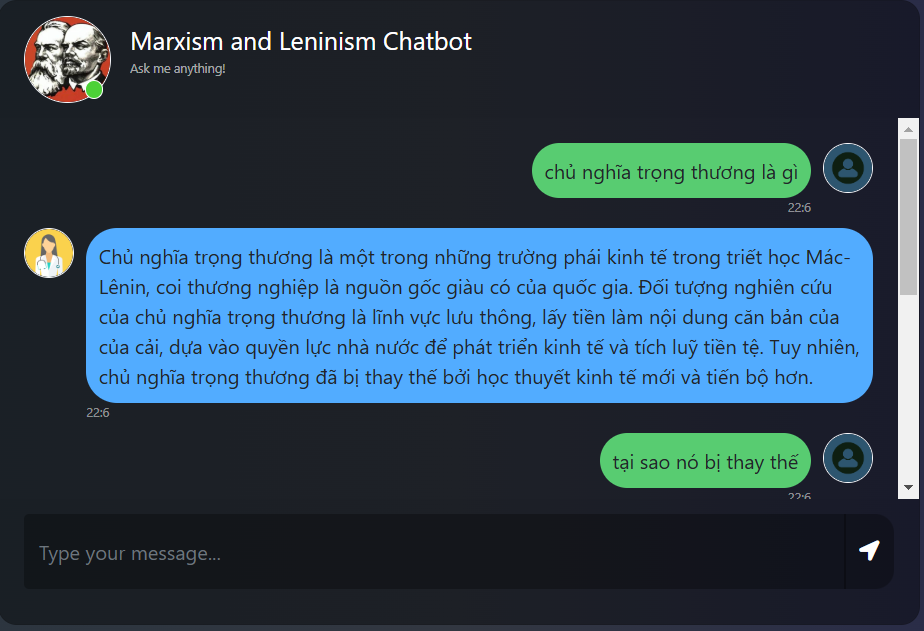 Marxism and Leninism Chatbot
Ask me anything!
chủ nghĩa trọng thương là gì
22:6
Chủ nghĩa trọng thương là một trong những trường phái kinh tế trong triết học Mác-
Lênin, coi thương nghiệp là nguồn gốc giàu có của quốc gia. Đối tượng nghiên cứu
của chủ nghĩa trọng thương là lĩnh vực lưu thông, lấy tiền làm nội dung căn bản của
của cải, dựa vào quyền lực nhà nước để phát triển kinh tế và tích luỹ tiền tệ. Tuy nhiên,
chủ nghĩa trọng thương đã bị thay thế bởi học thuyết kinh tế mới và tiến bộ hơn.
22:6
tại sao nó bị thay thế
22:6
Type your message...